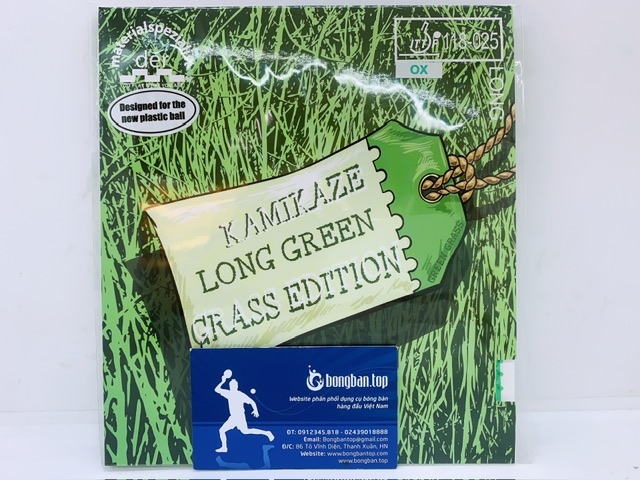 materialspezialist
der
Designed for the
new plastic ball
ITTF 118-025
OX
LONG
KAMIKAZE
LONG GREEN
GRASS EDITION
GREEN GRASS
bongban.top
Website phân phối dụng cụ bóng bàn
hàng đầu Việt Nam
ĐT: 0912345.818 - 02439018888
Email: Bongbantop@gmail.com
Đ/C: 86 Tô Vĩnh Diện, Thanh Xuân, HN
Website: www.bongbantop.com
www.bongban.top